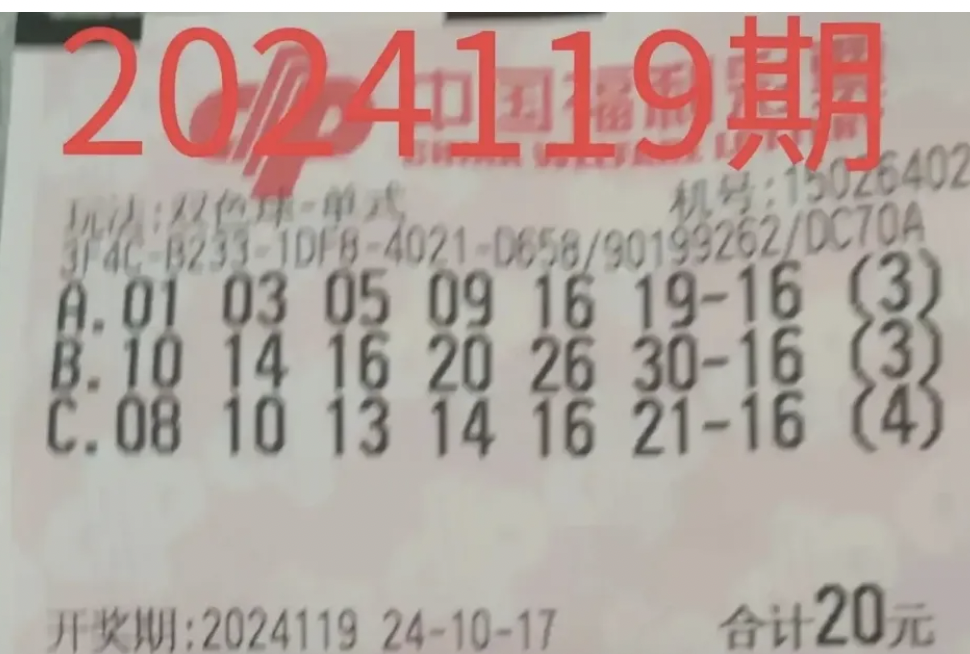 2024119期
中国福利彩票
CHINA WELFARE LOTTERY
玩法:双色球-单式
机号:15026402
3F4C-B233-1DF8-4021-D658/90199262/DC70A
A.01 03 05 09 16 19-16 (3)
B.10 14 16 20 26 30-16 (3)
C.08 10 13 14 16 21-16 (4)
开奖期:2024119 24-10-17
合计20元